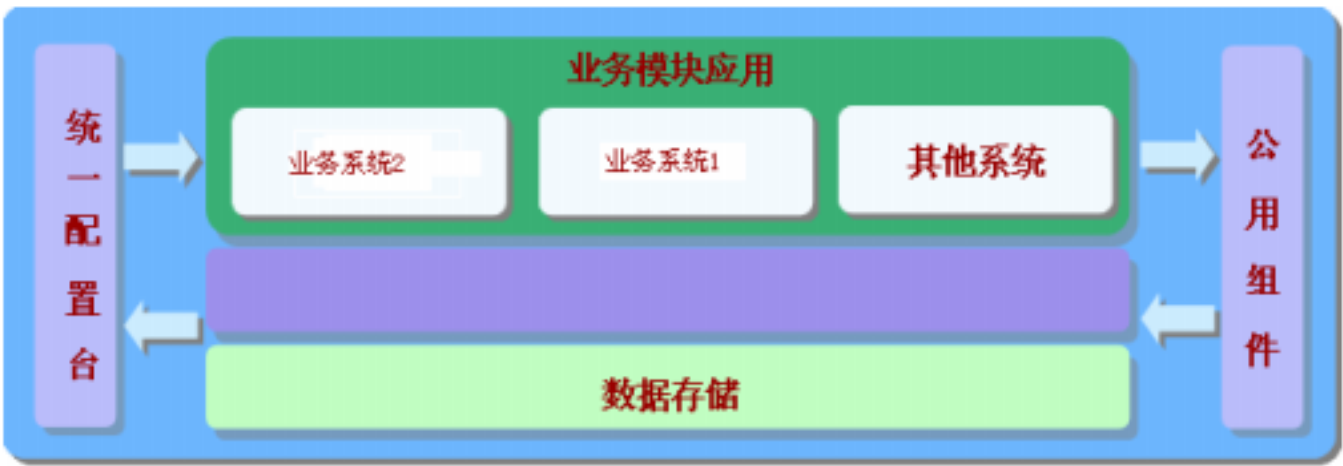 统一配置台
业务模块应用
业务系统2
业务系统1
其他系统
数据存储
公用组件